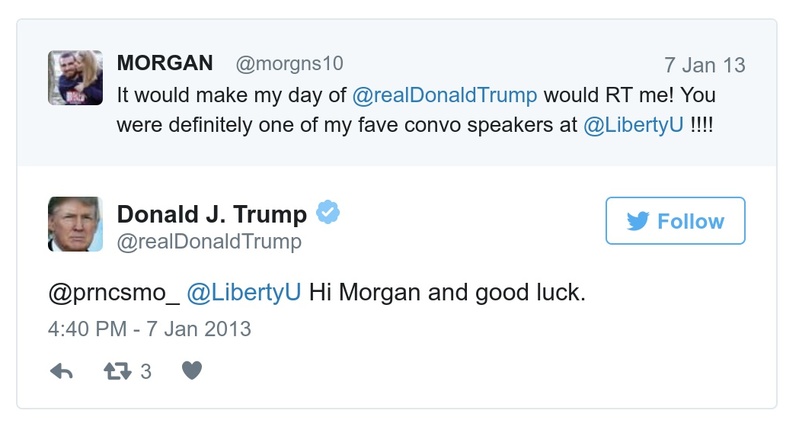 MORGAN @morgns10 7 Jan 13
It would make my day of @realDonaldTrump would RT me! You
were definitely one of my fave convo speakers at @LibertyU !!!!
Donald J. Trump
@realDonaldTrump
Follow
@prncsmo_ @LibertyU Hi Morgan and good luck.
4:40 PM - 7 Jan 2013
3